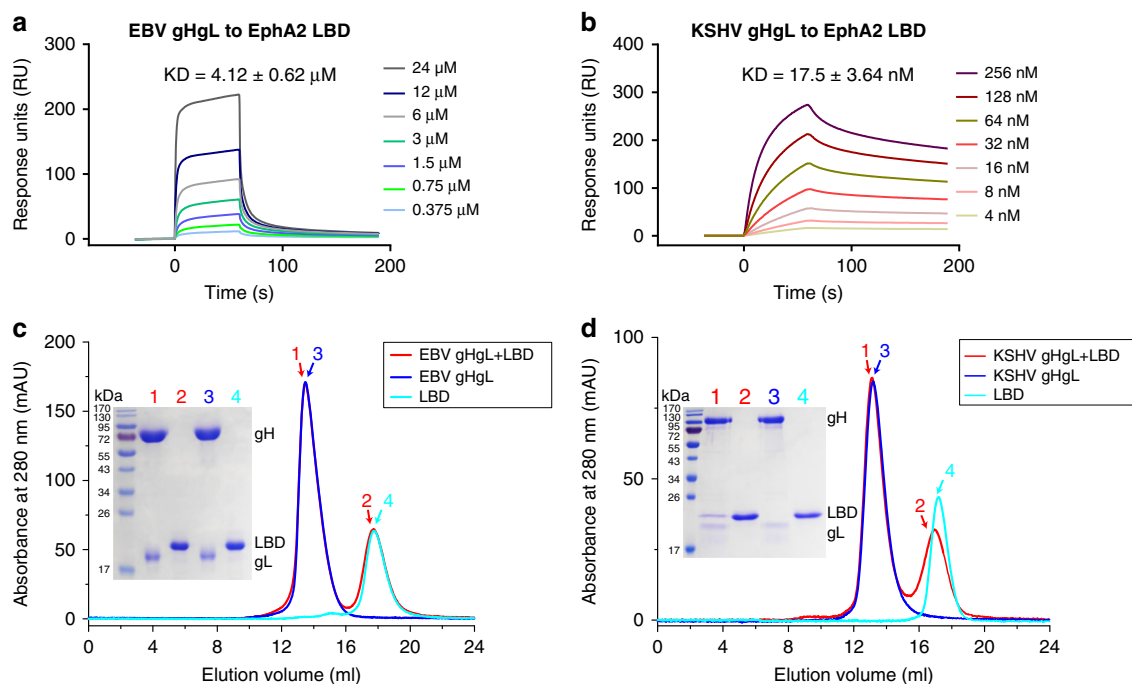 a
EBV gHgL to EphA2 LBD
KD = 4.12 ± 0.62 μM
Response units (RU)
300
200
100
0
0
100
200
Time (s)
24 μM
12 μM
6 μM
3 μM
1.5 μM
0.75 μM
0.375 μM
b
KSHV gHgL to EphA2 LBD
KD = 17.5 ± 3.64 nM
Response units (RU)
400
300
200
100
0
0
100
200
Time (s)
256 nM
128 nM
64 nM
32 nM
16 nM
8 nM
4 nM
c
Absorbance at 280 nm (mAU)
200
150
100
50
0
0
4
8
12
16
20
24
Elution volume (ml)
EBV gHgL+LBD
EBV gHgL
LBD
1
3
2
4
kDa
1
2
3
4
170
130
95
72
55
43
34
26
17
gH
LBD
gL
d
Absorbance at 280 nm (mAU)
100
50
0
0
4
8
12
16
20
24
Elution volume (ml)
KSHV gHgL+LBD
KSHV gHgL
LBD
1
3
2
4
kDa
1
2
3
4
170
130
95
72
55
43
34
26
17
gH
LBD
gL